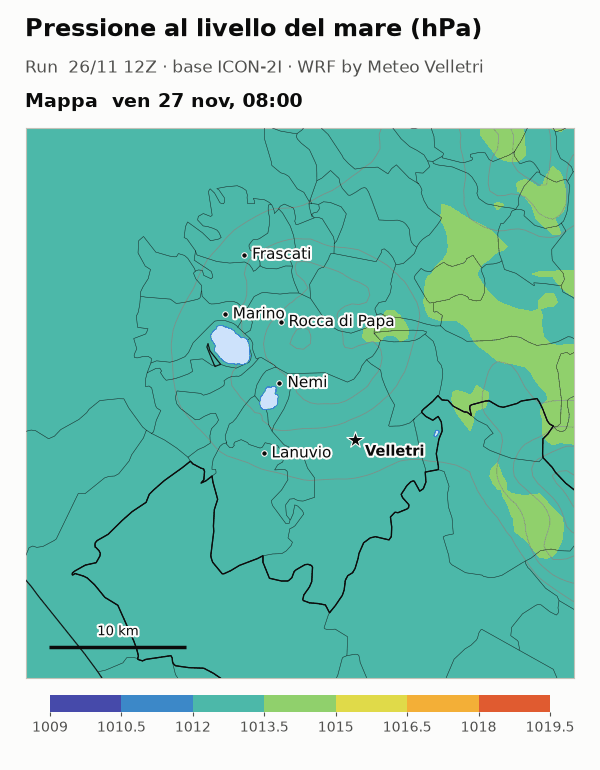 Pressione al livello del mare (hPa)
Run  26/11 12Z · base ICON-2I · WRF by Meteo Velletri
Mappa  ven 27 nov, 08:00
Frascati
Marino
Rocca di Papa
Nemi
Velletri
Lanuvio
10 km
1009 1010.5 1012 1013.5 1015 1016.5 1018 1019.5